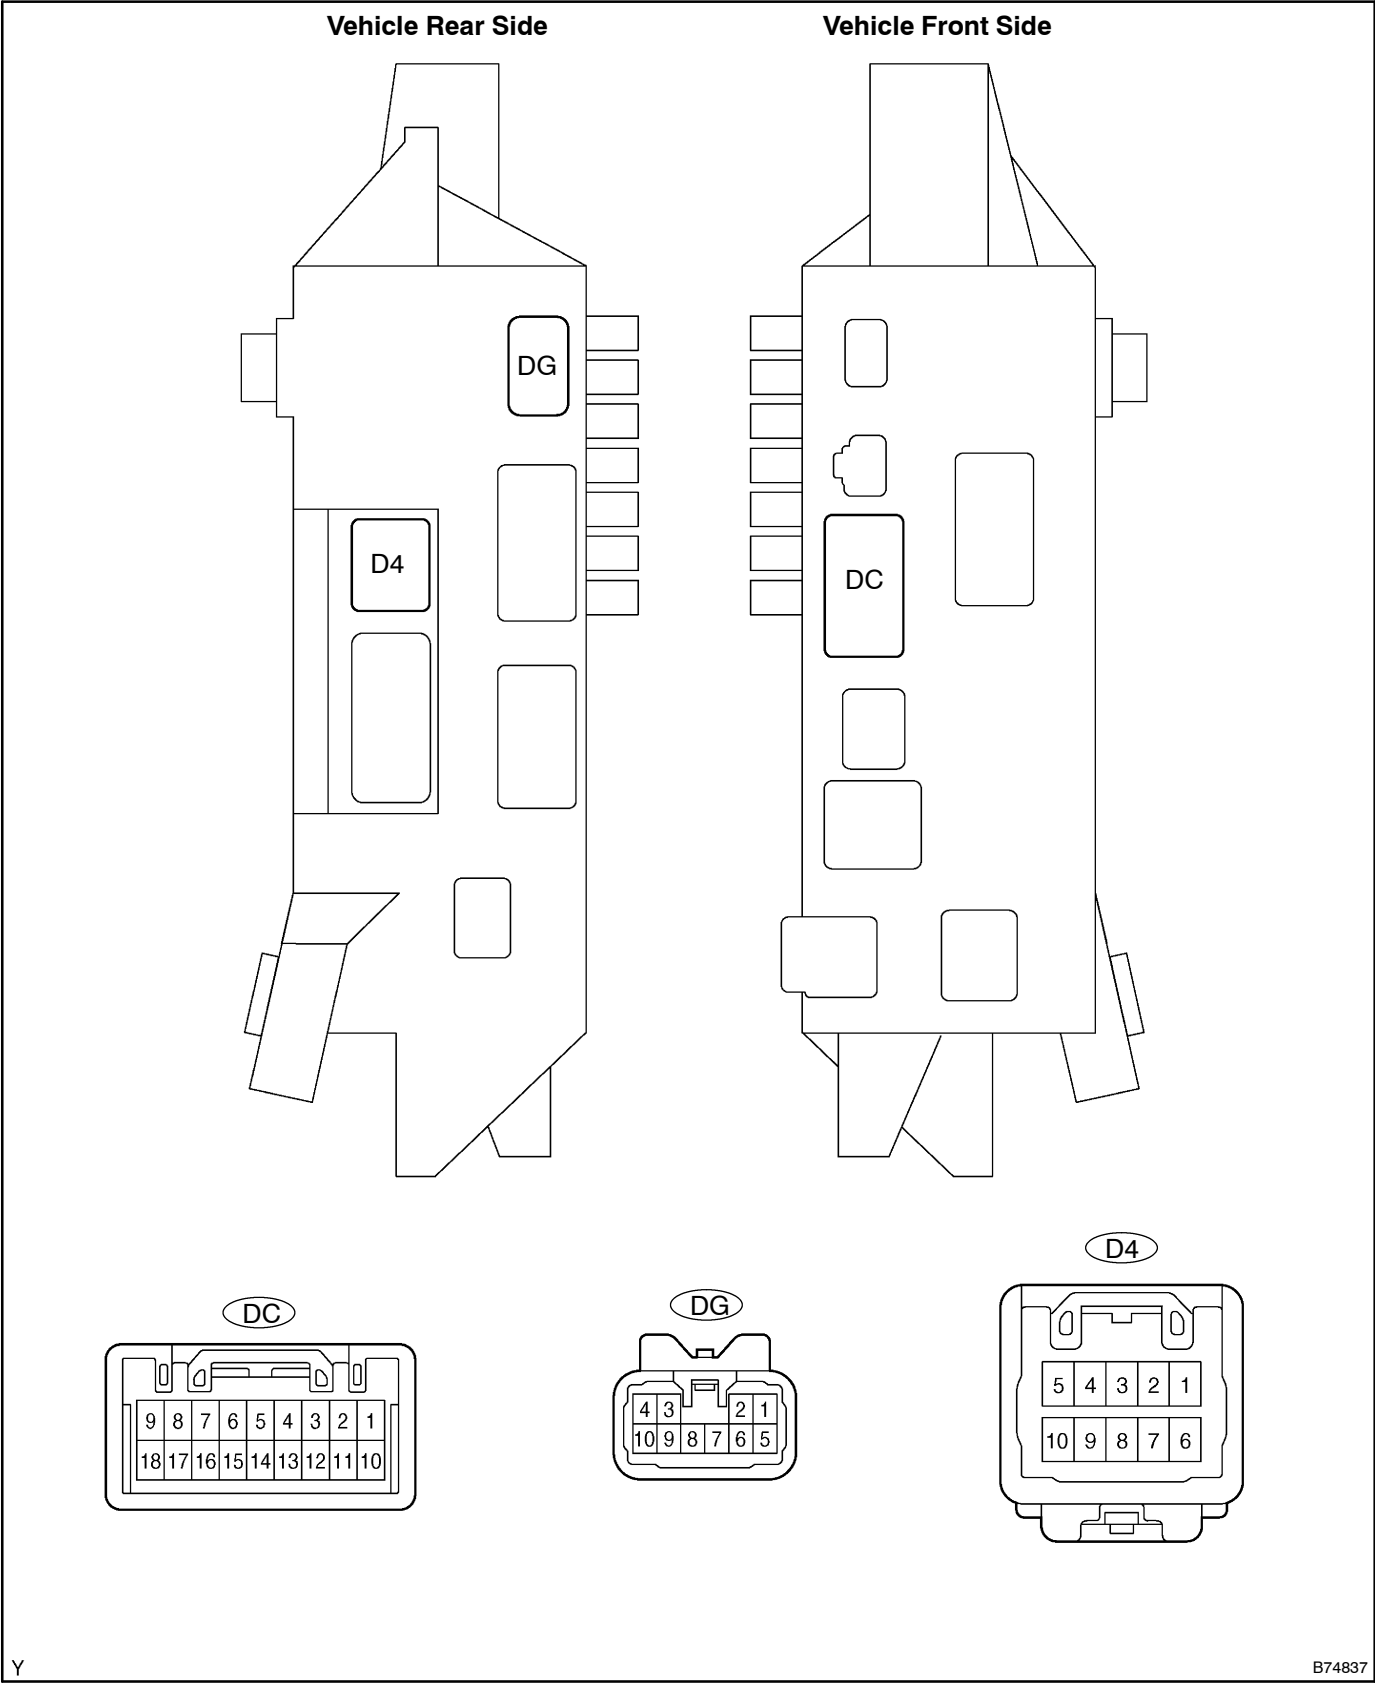 Vehicle Rear Side
Vehicle Front Side
DG
D4
DC
D4
DC
DG
5 4 3 2 1
10 9 8 7 6
9 8 7 6 5 4 3 2 1
18 17 16 15 14 13 12 11 10
4 3 2 1
10 9 8 7 6 5
Y
B74837